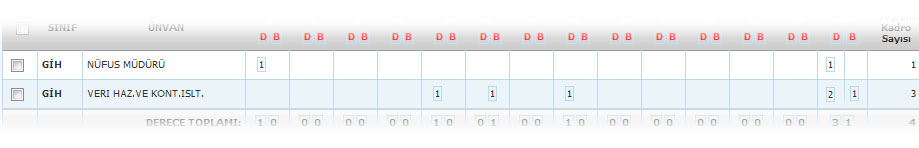 SINIF ÜNVAN Kadro
D B D B D B D B D B D B D B D B D B D B D B D B D B D B Sayısı
GİH NÜFUS MÜDÜRÜ 1 1 1
GİH VERI HAZ.VE KONT.ISLT. 1 1 1 2 1 3
DERECE TOPLAMI: 1 0 0 0 0 0 0 0 1 0 0 1 0 0 1 0 0 0 0 0 0 0 0 0 0 0 3 1 4